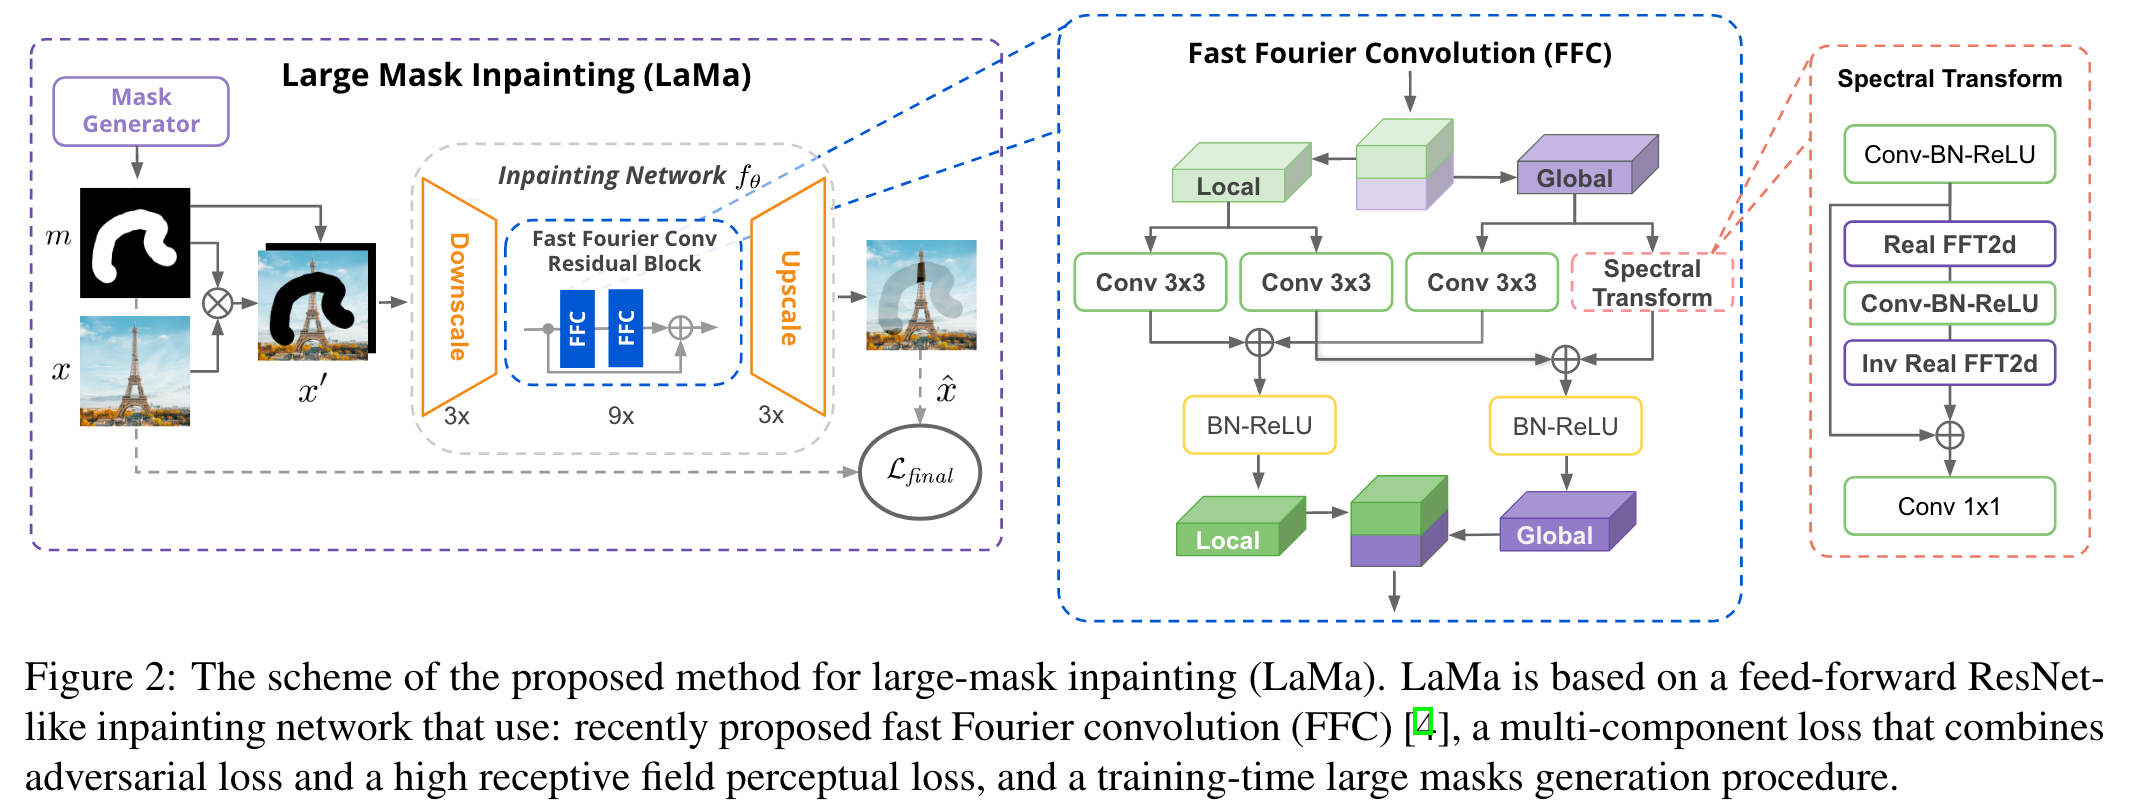 Large Mask Inpainting (LaMa)
Mask
Generator
m
x
x′
Inpainting Network fθ
Downscale
Fast Fourier Conv
Residual Block
FFC
FFC
Upscale
3x
9x
3x
x̂
ℒfinal
Fast Fourier Convolution (FFC)
Local
Global
Conv 3x3
Conv 3x3
Conv 3x3
Spectral
Transform
BN-ReLU
BN-ReLU
Local
Global
Spectral Transform
Conv-BN-ReLU
Real FFT2d
Conv-BN-ReLU
Inv Real FFT2d
Conv 1x1
Figure 2: The scheme of the proposed method for large-mask inpainting (LaMa). LaMa is based on a feed-forward ResNet-
like inpainting network that use: recently proposed fast Fourier convolution (FFC) [4], a multi-component loss that combines
adversarial loss and a high receptive field perceptual loss, and a training-time large masks generation procedure.